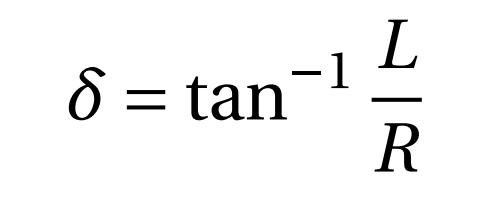 δ = tan⁻¹ L/R